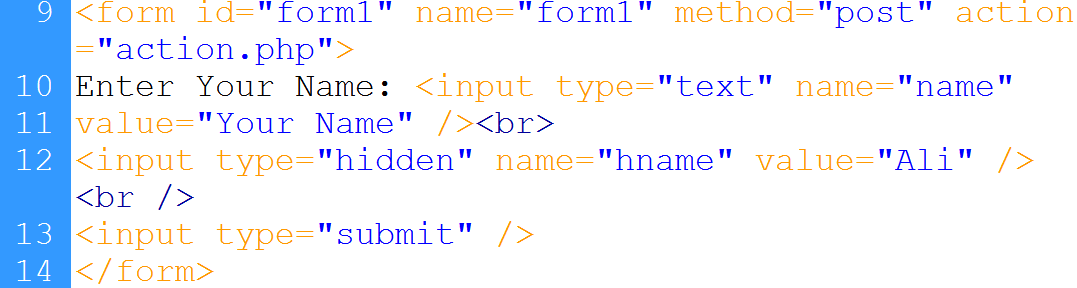 9 <form id="form1" name="form1" method="post" action
="action.php">
10 Enter Your Name: <input type="text" name="name"
11 value="Your Name" /><br>
12 <input type="hidden" name="hname" value="Ali" />
<br />
13 <input type="submit" />
14 </form>